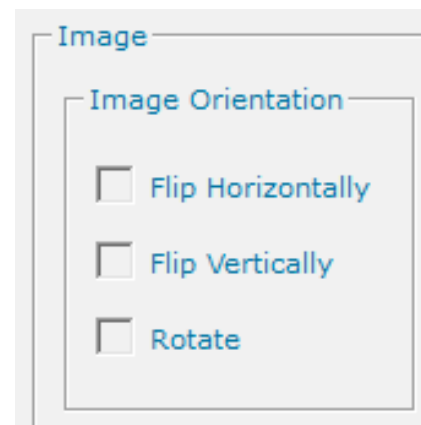 Image
Image Orientation
Flip Horizontally
Flip Vertically
Rotate